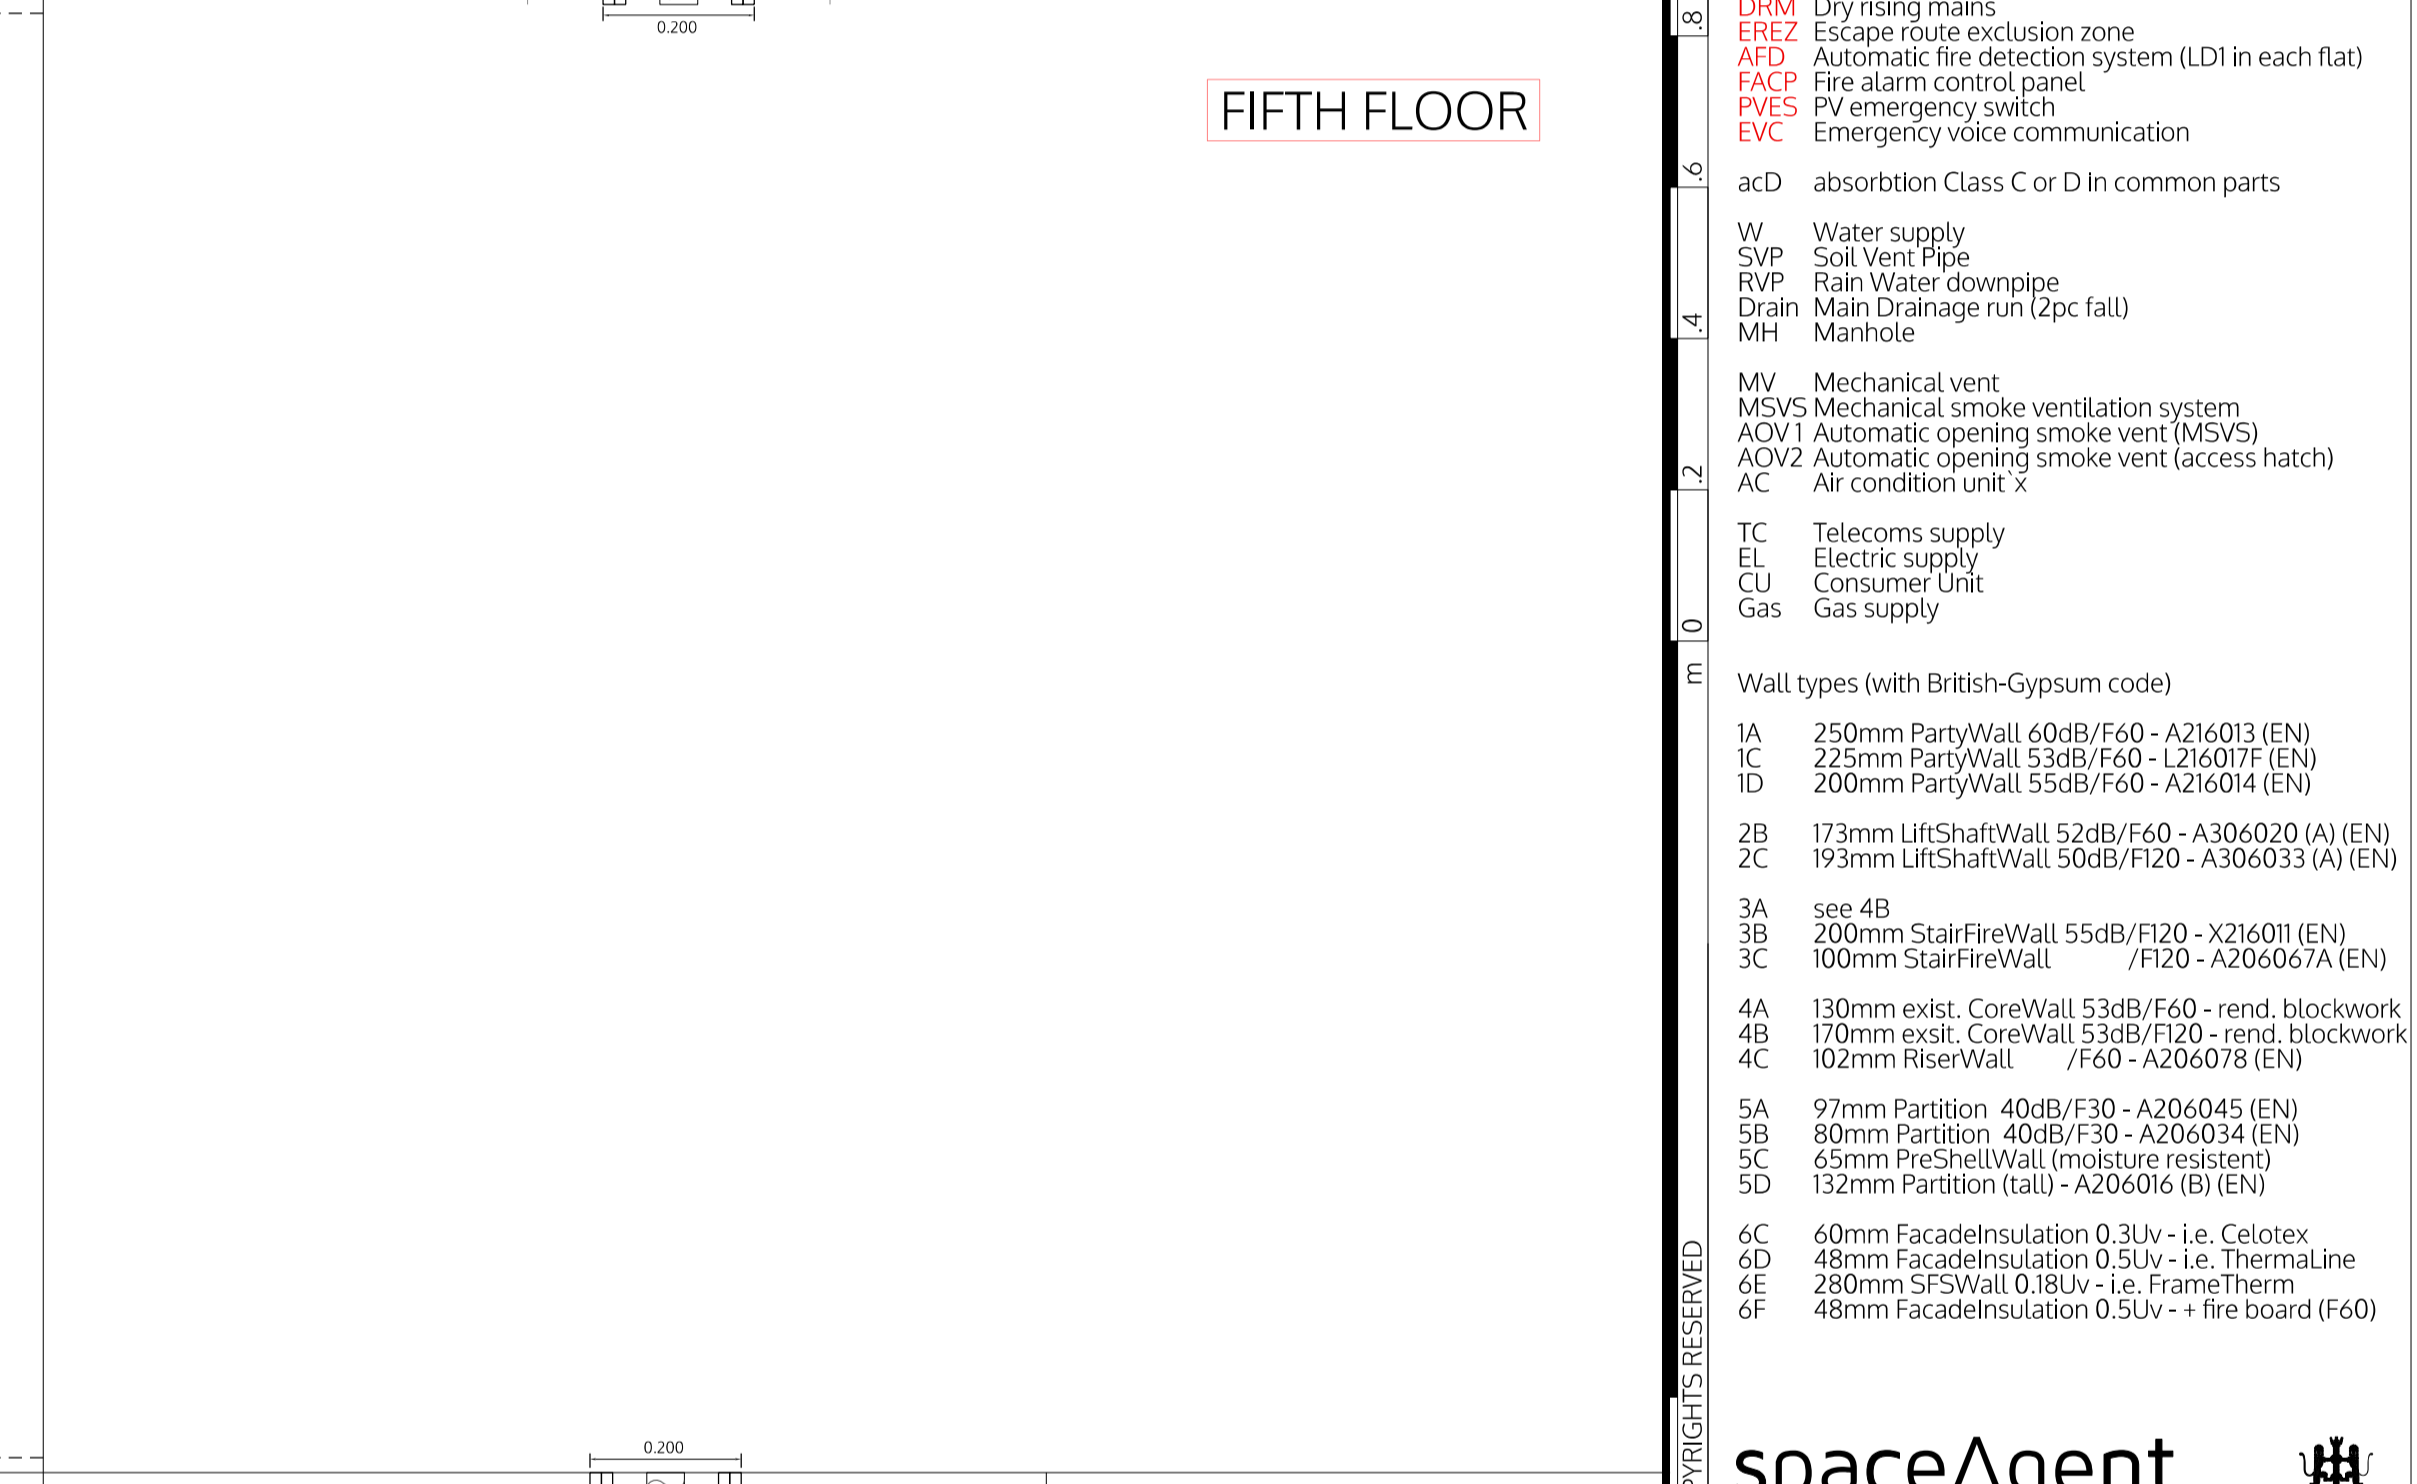 0.200
FIFTH FLOOR
0.200
.8
.6
.4
.2
0
m
PYRIGHTS RESERVED
DRM Dry rising mains
EREZ Escape route exclusion zone
AFD Automatic fire detection system (LD1 in each flat)
FACP Fire alarm control panel
PVES PV emergency switch
EVC Emergency voice communication
acD absorbtion Class C or D in common parts
W Water supply
SVP Soil Vent Pipe
RVP Rain Water downpipe
Drain Main Drainage run (2pc fall)
MH Manhole
MV Mechanical vent
MSVS Mechanical smoke ventilation system
AOV1 Automatic opening smoke vent (MSVS)
AOV2 Automatic opening smoke vent (access hatch)
AC Air condition unit`x
TC Telecoms supply
EL Electric supply
CU Consumer Unit
Gas Gas supply
Wall types (with British-Gypsum code)
1A 250mm PartyWall 60dB/F60 - A216013 (EN)
1C 225mm PartyWall 53dB/F60 - L216017F (EN)
1D 200mm PartyWall 55dB/F60 - A216014 (EN)
2B 173mm LiftShaftWall 52dB/F60 - A306020 (A) (EN)
2C 193mm LiftShaftWall 50dB/F120 - A306033 (A) (EN)
3A see 4B
3B 200mm StairFireWall 55dB/F120 - X216011 (EN)
3C 100mm StairFireWall /F120 - A206067A (EN)
4A 130mm exist. CoreWall 53dB/F60 - rend. blockwork
4B 170mm exsit. CoreWall 53dB/F120 - rend. blockwork
4C 102mm RiserWall /F60 - A206078 (EN)
5A 97mm Partition 40dB/F30 - A206045 (EN)
5B 80mm Partition 40dB/F30 - A206034 (EN)
5C 65mm PreShellWall (moisture resistent)
5D 132mm Partition (tall) - A206016 (B) (EN)
6C 60mm FacadeInsulation 0.3Uv - i.e. Celotex
6D 48mm FacadeInsulation 0.5Uv - i.e. ThermaLine
6E 280mm SFSWall 0.18Uv - i.e. FrameTherm
6F 48mm FacadeInsulation 0.5Uv - + fire board (F60)
spaceAgent